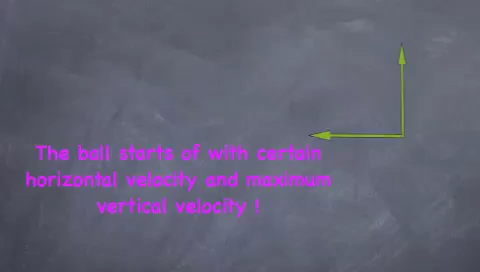 The ball starts of with certain
horizontal velocity and maximum
vertical velocity !